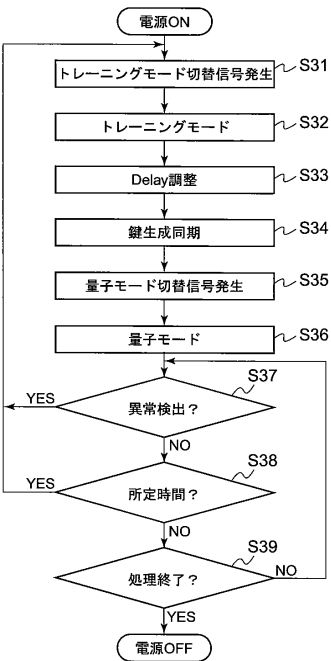 電源ON
トレーニングモード切替信号発生
S31
トレーニングモード
S32
Delay調整
S33
鍵生成同期
S34
量子モード切替信号発生
S35
量子モード
S36
S37
YES
異常検出？
NO
S38
YES
所定時間？
NO
S39
処理終了？
NO
YES
電源OFF